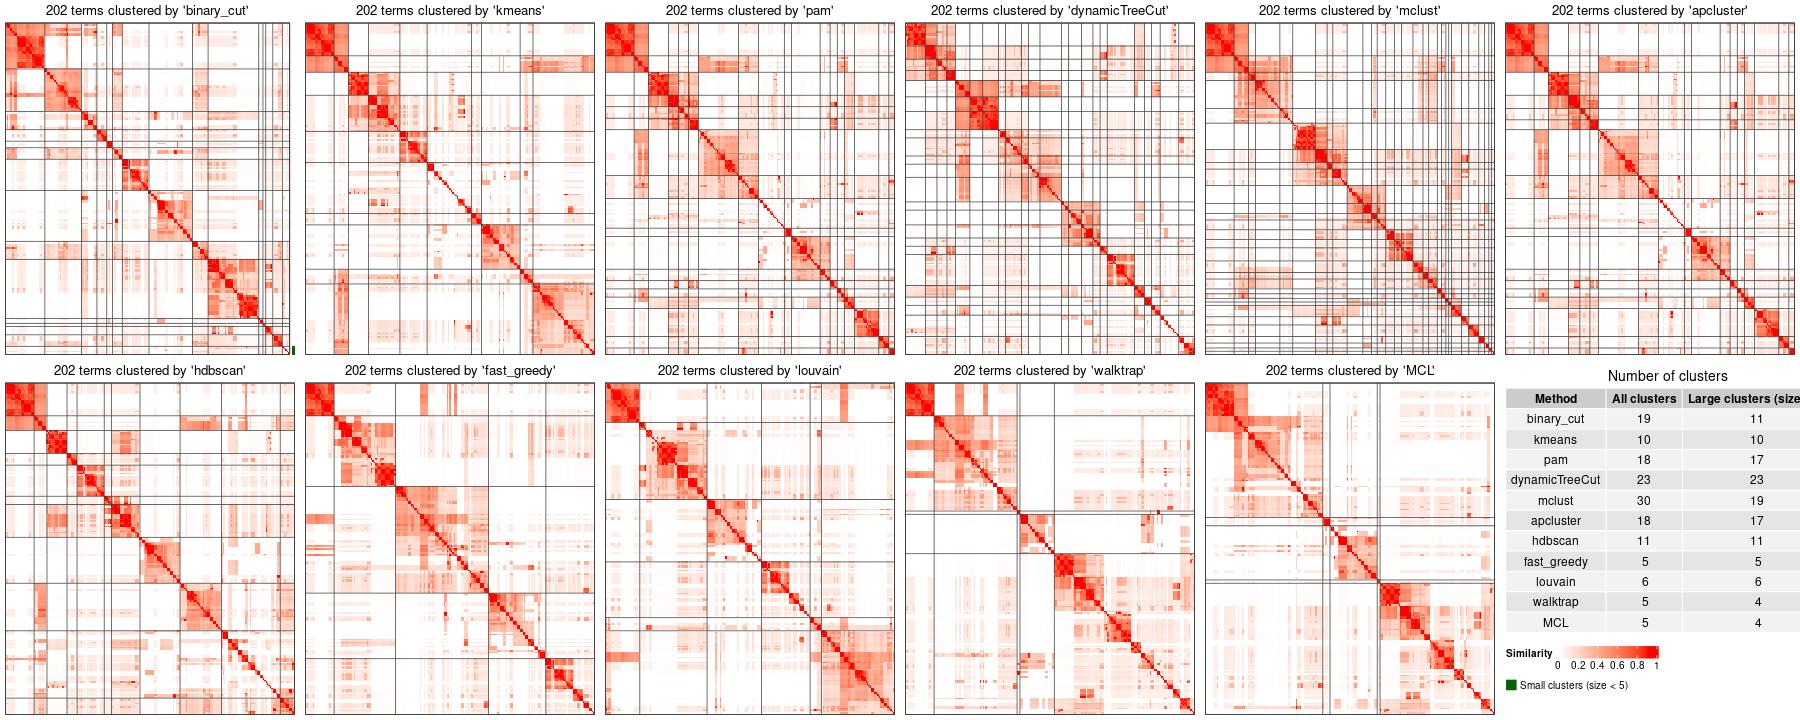 202 terms clustered by 'binary_cut'
202 terms clustered by 'kmeans'
202 terms clustered by 'pam'
202 terms clustered by 'dynamicTreeCut'
202 terms clustered by 'mclust'
202 terms clustered by 'apcluster'
202 terms clustered by 'hdbscan'
202 terms clustered by 'fast_greedy'
202 terms clustered by 'louvain'
202 terms clustered by 'walktrap'
202 terms clustered by 'MCL'
Number of clusters
Method All clusters Large clusters (size
binary_cut 19 11
kmeans 10 10
pam 18 17
dynamicTreeCut 23 23
mclust 30 19
apcluster 18 17
hdbscan 11 11
fast_greedy 5 5
louvain 6 6
walktrap 5 4
MCL 5 4
Similarity
0 0.2 0.4 0.6 0.8 1
Small clusters (size < 5)